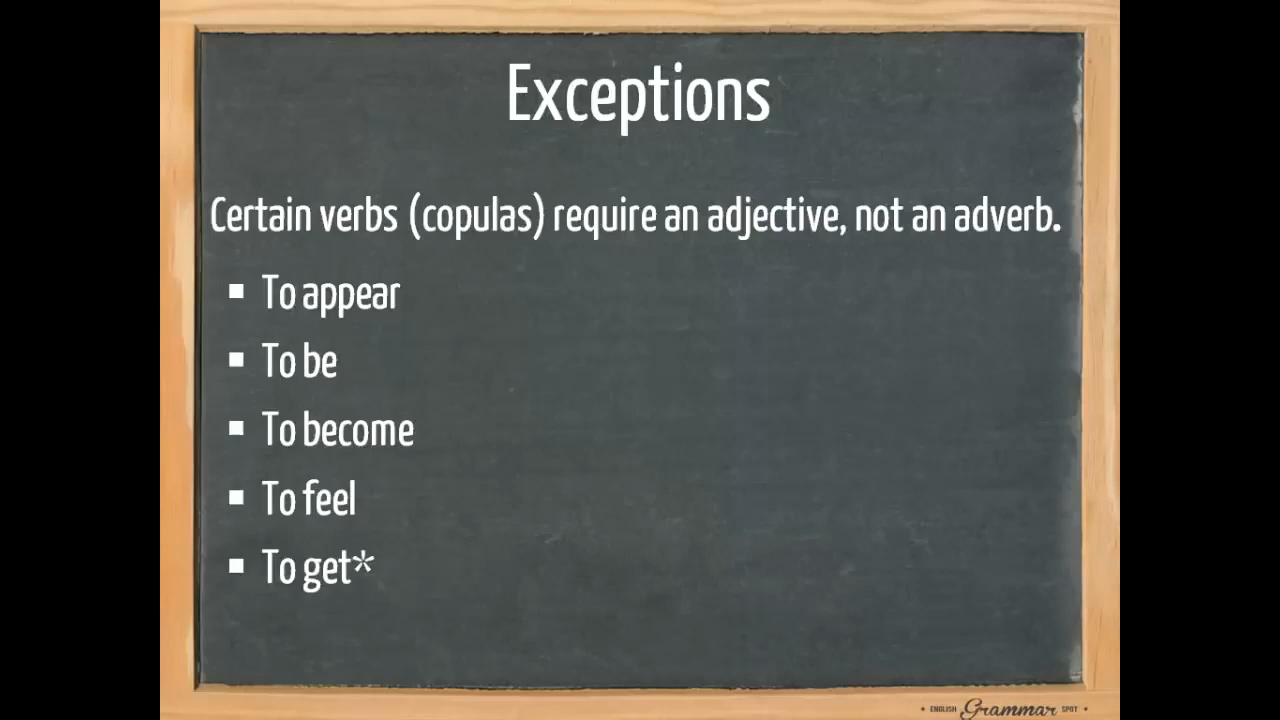 Exceptions
Certain verbs (copulas) require an adjective, not an adverb.
▪ To appear
▪ To be
▪ To become
▪ To feel
▪ To get*
• ENGLISH Grammar SPOT •